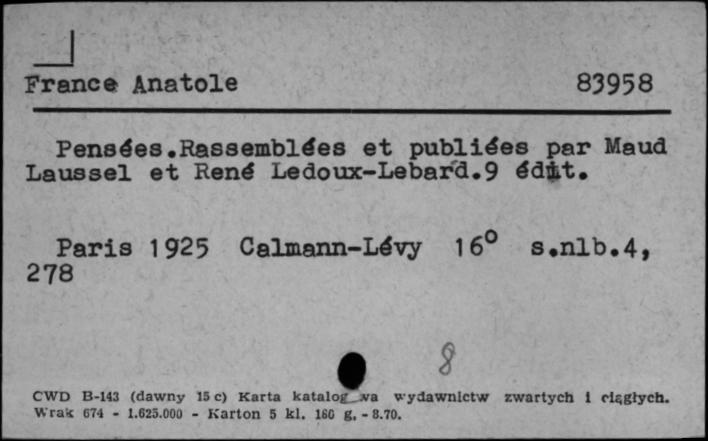 France Anatole 83958
Pensées.Rassemblées et publiées par Maud
Laussel et René Ledoux-Lebard.9 édit.
Paris 1925 Calmann-Lévy 16° s.nlb.4,
278
8
CWD B-143 (dawny 15 c) Karta katalog wa wydawnictw zwartych i ciągłych.
Wrak 674 - 1.625.000 - Karton 5 kl. 160 g. - 8.70.